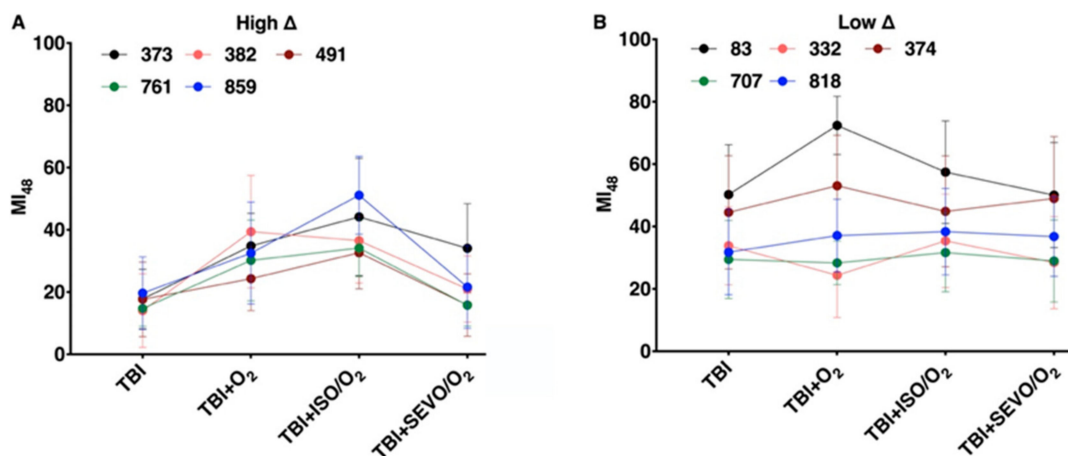 A High Δ
373 382 491
761 859
100
80
60
40
20
0
MI48
TBI TBI+O2 TBI+ISO/O2 TBI+SEVO/O2
B Low Δ
83 332 374
707 818
100
80
60
40
20
0
MI48
TBI TBI+O2 TBI+ISO/O2 TBI+SEVO/O2